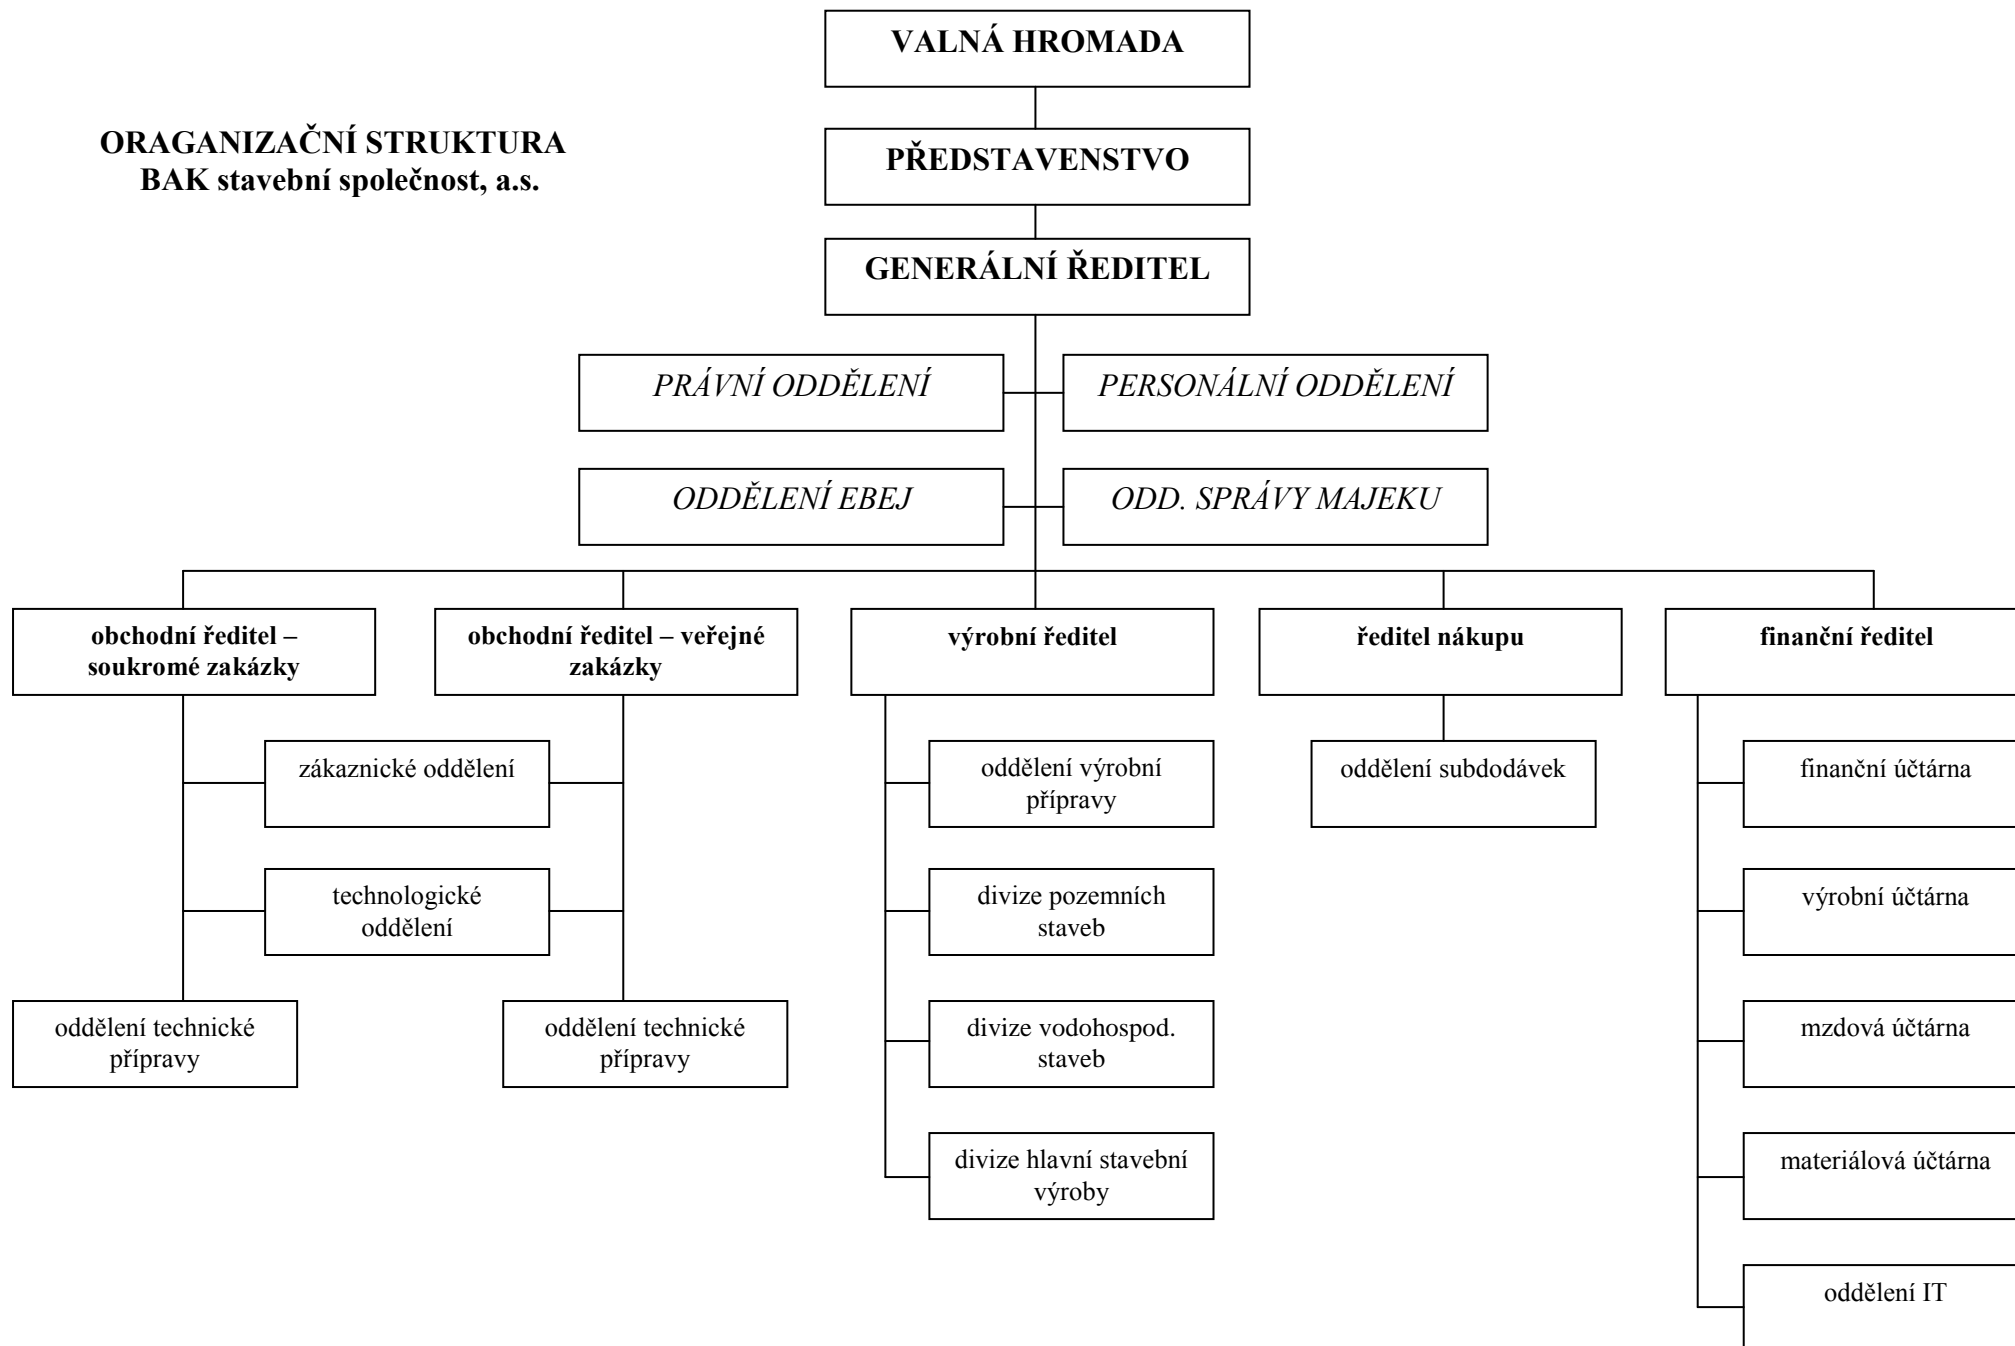 VALNÁ HROMADA
ORAGANIZAČNÍ STRUKTURA
BAK stavební společnost, a.s.
PŘEDSTAVENSTVO
GENERÁLNÍ ŘEDITEL
PRÁVNÍ ODDĚLENÍ
PERSONÁLNÍ ODDĚLENÍ
ODDĚLENÍ EBEJ
ODD. SPRÁVY MAJEKU
obchodní ředitel –
soukromé zakázky
obchodní ředitel – veřejné
zakázky
výrobní ředitel
ředitel nákupu
finanční ředitel
zákaznické oddělení
oddělení výrobní
přípravy
oddělení subdodávek
finanční účtárna
technologické
oddělení
divize pozemních
staveb
výrobní účtárna
oddělení technické
přípravy
oddělení technické
přípravy
divize vodohospod.
staveb
mzdová účtárna
divize hlavní stavební
výroby
materiálová účtárna
oddělení IT